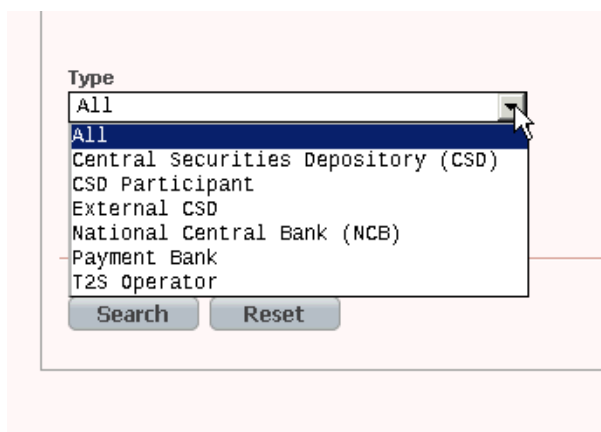 Type
All
All
Central Securities Depository (CSD)
CSD Participant
External CSD
National Central Bank (NCB)
Payment Bank
T2S Operator
Search Reset